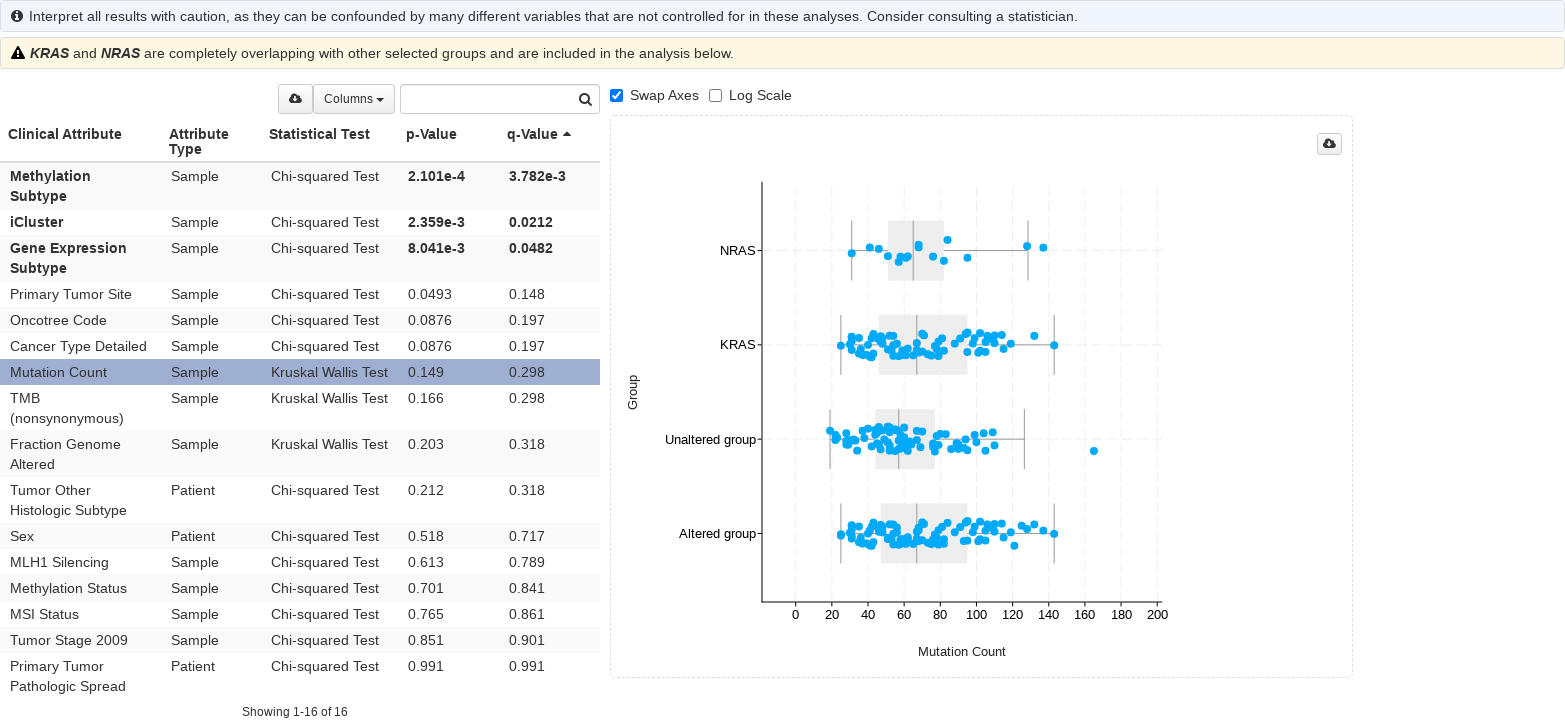 Interpret all results with caution, as they can be confounded by many different variables that are not controlled for in these analyses. Consider consulting a statistician.
KRAS and NRAS are completely overlapping with other selected groups and are included in the analysis below.
Columns
Swap Axes Log Scale
Clinical Attribute Attribute Type Statistical Test p-Value q-Value
Methylation Subtype Sample Chi-squared Test 2.101e-4 3.782e-3
iCluster Sample Chi-squared Test 2.359e-3 0.0212
Gene Expression Subtype Sample Chi-squared Test 8.041e-3 0.0482
Primary Tumor Site Sample Chi-squared Test 0.0493 0.148
Oncotree Code Sample Chi-squared Test 0.0876 0.197
Cancer Type Detailed Sample Chi-squared Test 0.0876 0.197
Mutation Count Sample Kruskal Wallis Test 0.149 0.298
TMB (nonsynonymous) Sample Kruskal Wallis Test 0.166 0.298
Fraction Genome Altered Sample Kruskal Wallis Test 0.203 0.318
Tumor Other Histologic Subtype Patient Chi-squared Test 0.212 0.318
Sex Patient Chi-squared Test 0.518 0.717
MLH1 Silencing Sample Chi-squared Test 0.613 0.789
Methylation Status Sample Chi-squared Test 0.701 0.841
MSI Status Sample Chi-squared Test 0.765 0.861
Tumor Stage 2009 Sample Chi-squared Test 0.851 0.901
Primary Tumor Pathologic Spread Patient Chi-squared Test 0.991 0.991
Showing 1-16 of 16
Group
NRAS
KRAS
Unaltered group
Altered group
0 20 40 60 80 100 120 140 160 180 200
Mutation Count